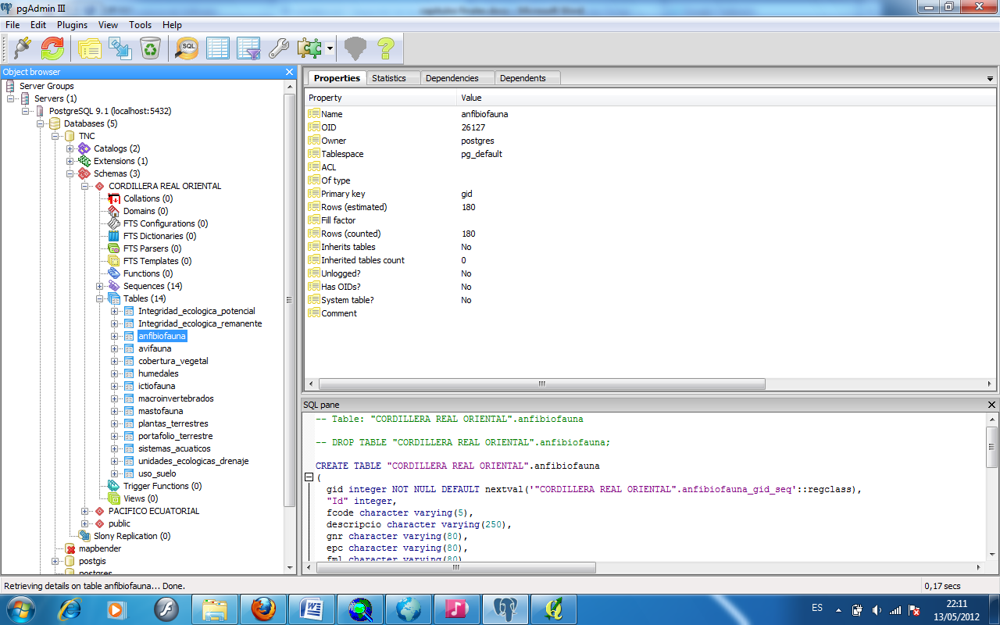 pgAdmin III
File Edit Plugins View Tools Help
SQL
Object browser
Server Groups
Servers (1)
PostgreSQL 9.1 (localhost:5432)
Databases (5)
TNC
Catalogs (2)
Extensions (1)
Schemas (3)
CORDILLERA REAL ORIENTAL
Collations (0)
Domains (0)
FTS Configurations (0)
FTS Dictionaries (0)
FTS Parsers (0)
FTS Templates (0)
Functions (0)
Sequences (14)
Tables (14)
Integridad_ecologica_potencial
Integridad_ecologica_remanente
anfibiofauna
avifauna
cobertura_vegetal
humedales
ictiofauna
macroinvertebrados
mastofauna
plantas_terrestres
portafolio_terrestre
sistemas_acuaticos
unidades_ecologicas_drenaje
uso_suelo
Trigger Functions (0)
Views (0)
PACIFICO ECUATORIAL
public
Slony Replication (0)
mapbender
postgis
postgres
Properties Statistics Dependencies Dependents
Property Value
Name anfibiofauna
OID 26127
Owner postgres
Tablespace pg_default
ACL
Of type
Primary key gid
Rows (estimated) 180
Fill factor
Rows (counted) 180
Inherits tables No
Inherited tables count 0
Unlogged? No
Has OIDs? No
System table? No
Comment
SQL pane
-- Table: "CORDILLERA REAL ORIENTAL".anfibiofauna
-- DROP TABLE "CORDILLERA REAL ORIENTAL".anfibiofauna;
CREATE TABLE "CORDILLERA REAL ORIENTAL".anfibiofauna
(
gid integer NOT NULL DEFAULT nextval('"CORDILLERA REAL ORIENTAL".anfibiofauna_gid_seq'::regclass),
"Id" integer,
fcode character varying(5),
descripcio character varying(250),
gnr character varying(80),
epc character varying(80),
fml character varying(80)
Retrieving details on table anfibiofauna... Done. 0,17 secs
ES 22:11
13/05/2012